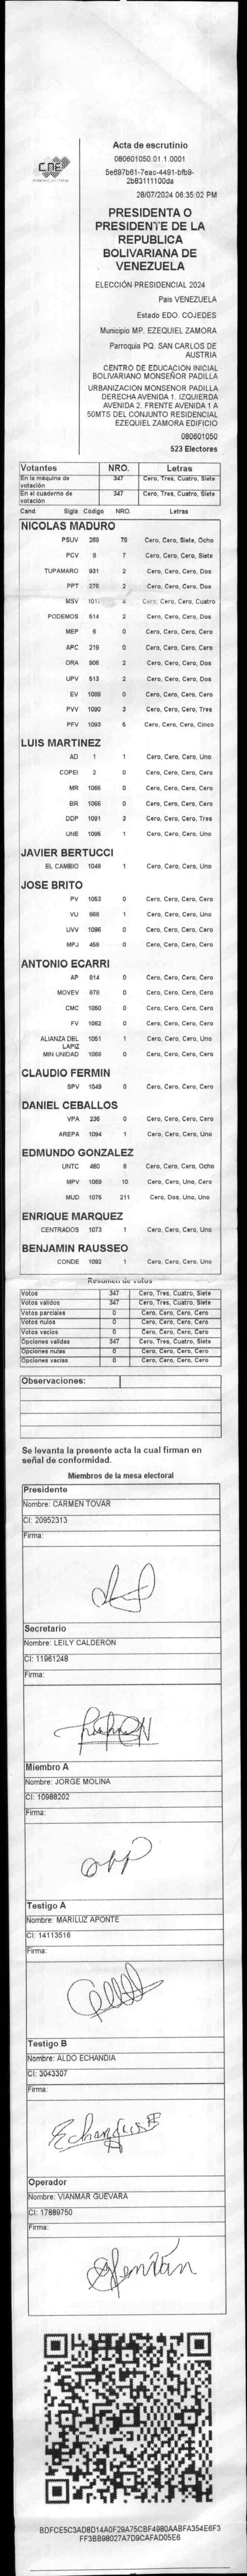 CNE
Acta de escrutinio
080601050.01.1.0001
5e697b61-7eac-4491-bfb9-
2b83111100da
28/07/2024 08:35:02 PM
PRESIDENTA O
PRESIDENTE DE LA
REPUBLICA
BOLIVARIANA DE
VENEZUELA
ELECCIÓN PRESIDENCIAL 2024
Pais VENEZUELA
Estado EDO. COJEDES
Municipio MP. EZEQUIEL ZAMORA
Parroquia PQ. SAN CARLOS DE
AUSTRIA
CENTRO DE EDUCACION INICIAL
BOLIVARIANO MONSEÑOR PADILLA
URBANIZACION MONSENOR PADILLA
DERECHA AVENIDA 1. IZQUIERDA
AVENIDA 2. FRENTE AVENIDA 1 A
50MTS DEL CONJUNTO RESIDENCIAL
EZEQUIEL ZAMORA EDIFICIO
080601050
523 Electores
Votantes NRO. Letras
En la máquina de votación 347 Cero, Tres, Cuatro, Siete
En el cuaderno de votación 347 Cero, Tres, Cuatro, Siete
Cand. Sigla Código NRO. Letras
NICOLAS MADURO
PSUV 78 Cero, Cero, Siete, Ocho
PCV 9 7 Cero, Cero, Cero, Siete
TUPAMARO 931 2 Cero, Cero, Cero, Dos
PPT 276 2 Cero, Cero, Cero, Dos
MSV 4 Cero, Cero, Cero, Cuatro
PODEMOS 514 2 Cero, Cero, Cero, Dos
MEP 6 0 Cero, Cero, Cero, Cero
APC 219 0 Cero, Cero, Cero, Cero
ORA 906 2 Cero, Cero, Cero, Dos
UPV 513 2 Cero, Cero, Cero, Dos
EV 1089 0 Cero, Cero, Cero, Cero
PVV 1090 3 Cero, Cero, Cero, Tres
PFV 1093 5 Cero, Cero, Cero, Cinco
LUIS MARTINEZ
AD 1 1 Cero, Cero, Cero, Uno
COPEI 2 0 Cero, Cero, Cero, Cero
MR 1065 0 Cero, Cero, Cero, Cero
BR 1066 0 Cero, Cero, Cero, Cero
DDP 1091 3 Cero, Cero, Cero, Tres
UNE 1095 1 Cero, Cero, Cero, Uno
JAVIER BERTUCCI
EL CAMBIO 1048 1 Cero, Cero, Cero, Uno
JOSE BRITO
PV 1053 0 Cero, Cero, Cero, Cero
VU 968 1 Cero, Cero, Cero, Uno
UVV 1096 0 Cero, Cero, Cero, Cero
MPJ 458 0 Cero, Cero, Cero, Cero
ANTONIO ECARRI
AP 814 0 Cero, Cero, Cero, Cero
MOVEV 878 0 Cero, Cero, Cero, Cero
CMC 1050 0 Cero, Cero, Cero, Cero
FV 1062 0 Cero, Cero, Cero, Cero
ALIANZA DEL LAPIZ 1051 1 Cero, Cero, Cero, Uno
MIN UNIDAD 1068 0 Cero, Cero, Cero, Cero
CLAUDIO FERMIN
SPV 1049 0 Cero, Cero, Cero, Cero
DANIEL CEBALLOS
VPA 236 0 Cero, Cero, Cero, Cero
AREPA 1094 1 Cero, Cero, Cero, Uno
EDMUNDO GONZALEZ
UNTC 460 8 Cero, Cero, Cero, Ocho
MPV 1069 10 Cero, Cero, Uno, Cero
MUD 1075 211 Cero, Dos, Uno, Uno
ENRIQUE MARQUEZ
CENTRADOS 1073 1 Cero, Cero, Cero, Uno
BENJAMIN RAUSSEO
CONDE 1092 1 Cero, Cero, Cero, Uno
Resumen de votos
Votos 347 Cero, Tres, Cuatro, Siete
Votos validos 347 Cero, Tres, Cuatro, Siete
Votos parciales 0 Cero, Cero, Cero, Cero
Votos nulos 0 Cero, Cero, Cero, Cero
Votos vacios 0 Cero, Cero, Cero, Cero
Opciones validas 347 Cero, Tres, Cuatro, Siete
Opciones nulas 0 Cero, Cero, Cero, Cero
Opciones vacias 0 Cero, Cero, Cero, Cero
Observaciones:
Se levanta la presente acta la cual firman en
señal de conformidad.
Miembros de la mesa electoral
Presidente
Nombre: CARMEN TOVAR
CI: 20952313
Firma:
Secretario
Nombre: LEILY CALDERON
CI: 11961248
Firma:
Miembro A
Nombre: JORGE MOLINA
CI: 10988202
Firma:
Testigo A
Nombre: MARILUZ APONTE
CI: 14113516
Firma:
Testigo B
Nombre: ALDO ECHANDIA
CI: 3043307
Firma:
Operador
Nombre: VIANMAR GUEVARA
CI: 17889750
Firma:
BDFCE5C3AD8D14A0F29A75CBF4980AABFA354E6F3
FF3BB98027A7D9CAFAD05E6